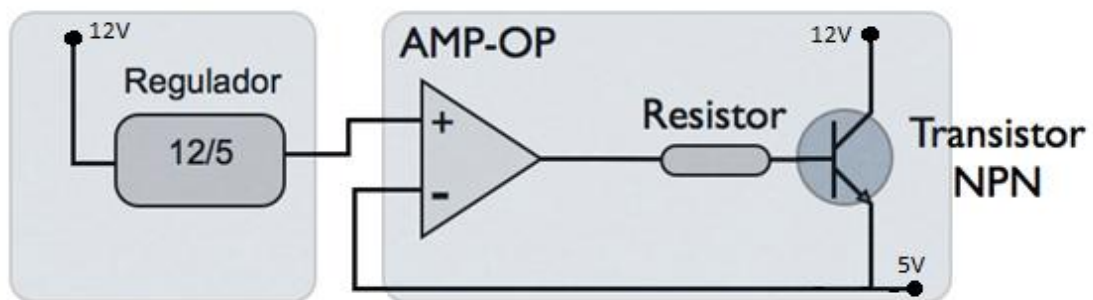 12V
Regulador
12/5
AMP-OP
+
-
Resistor
12V
Transistor
NPN
5V